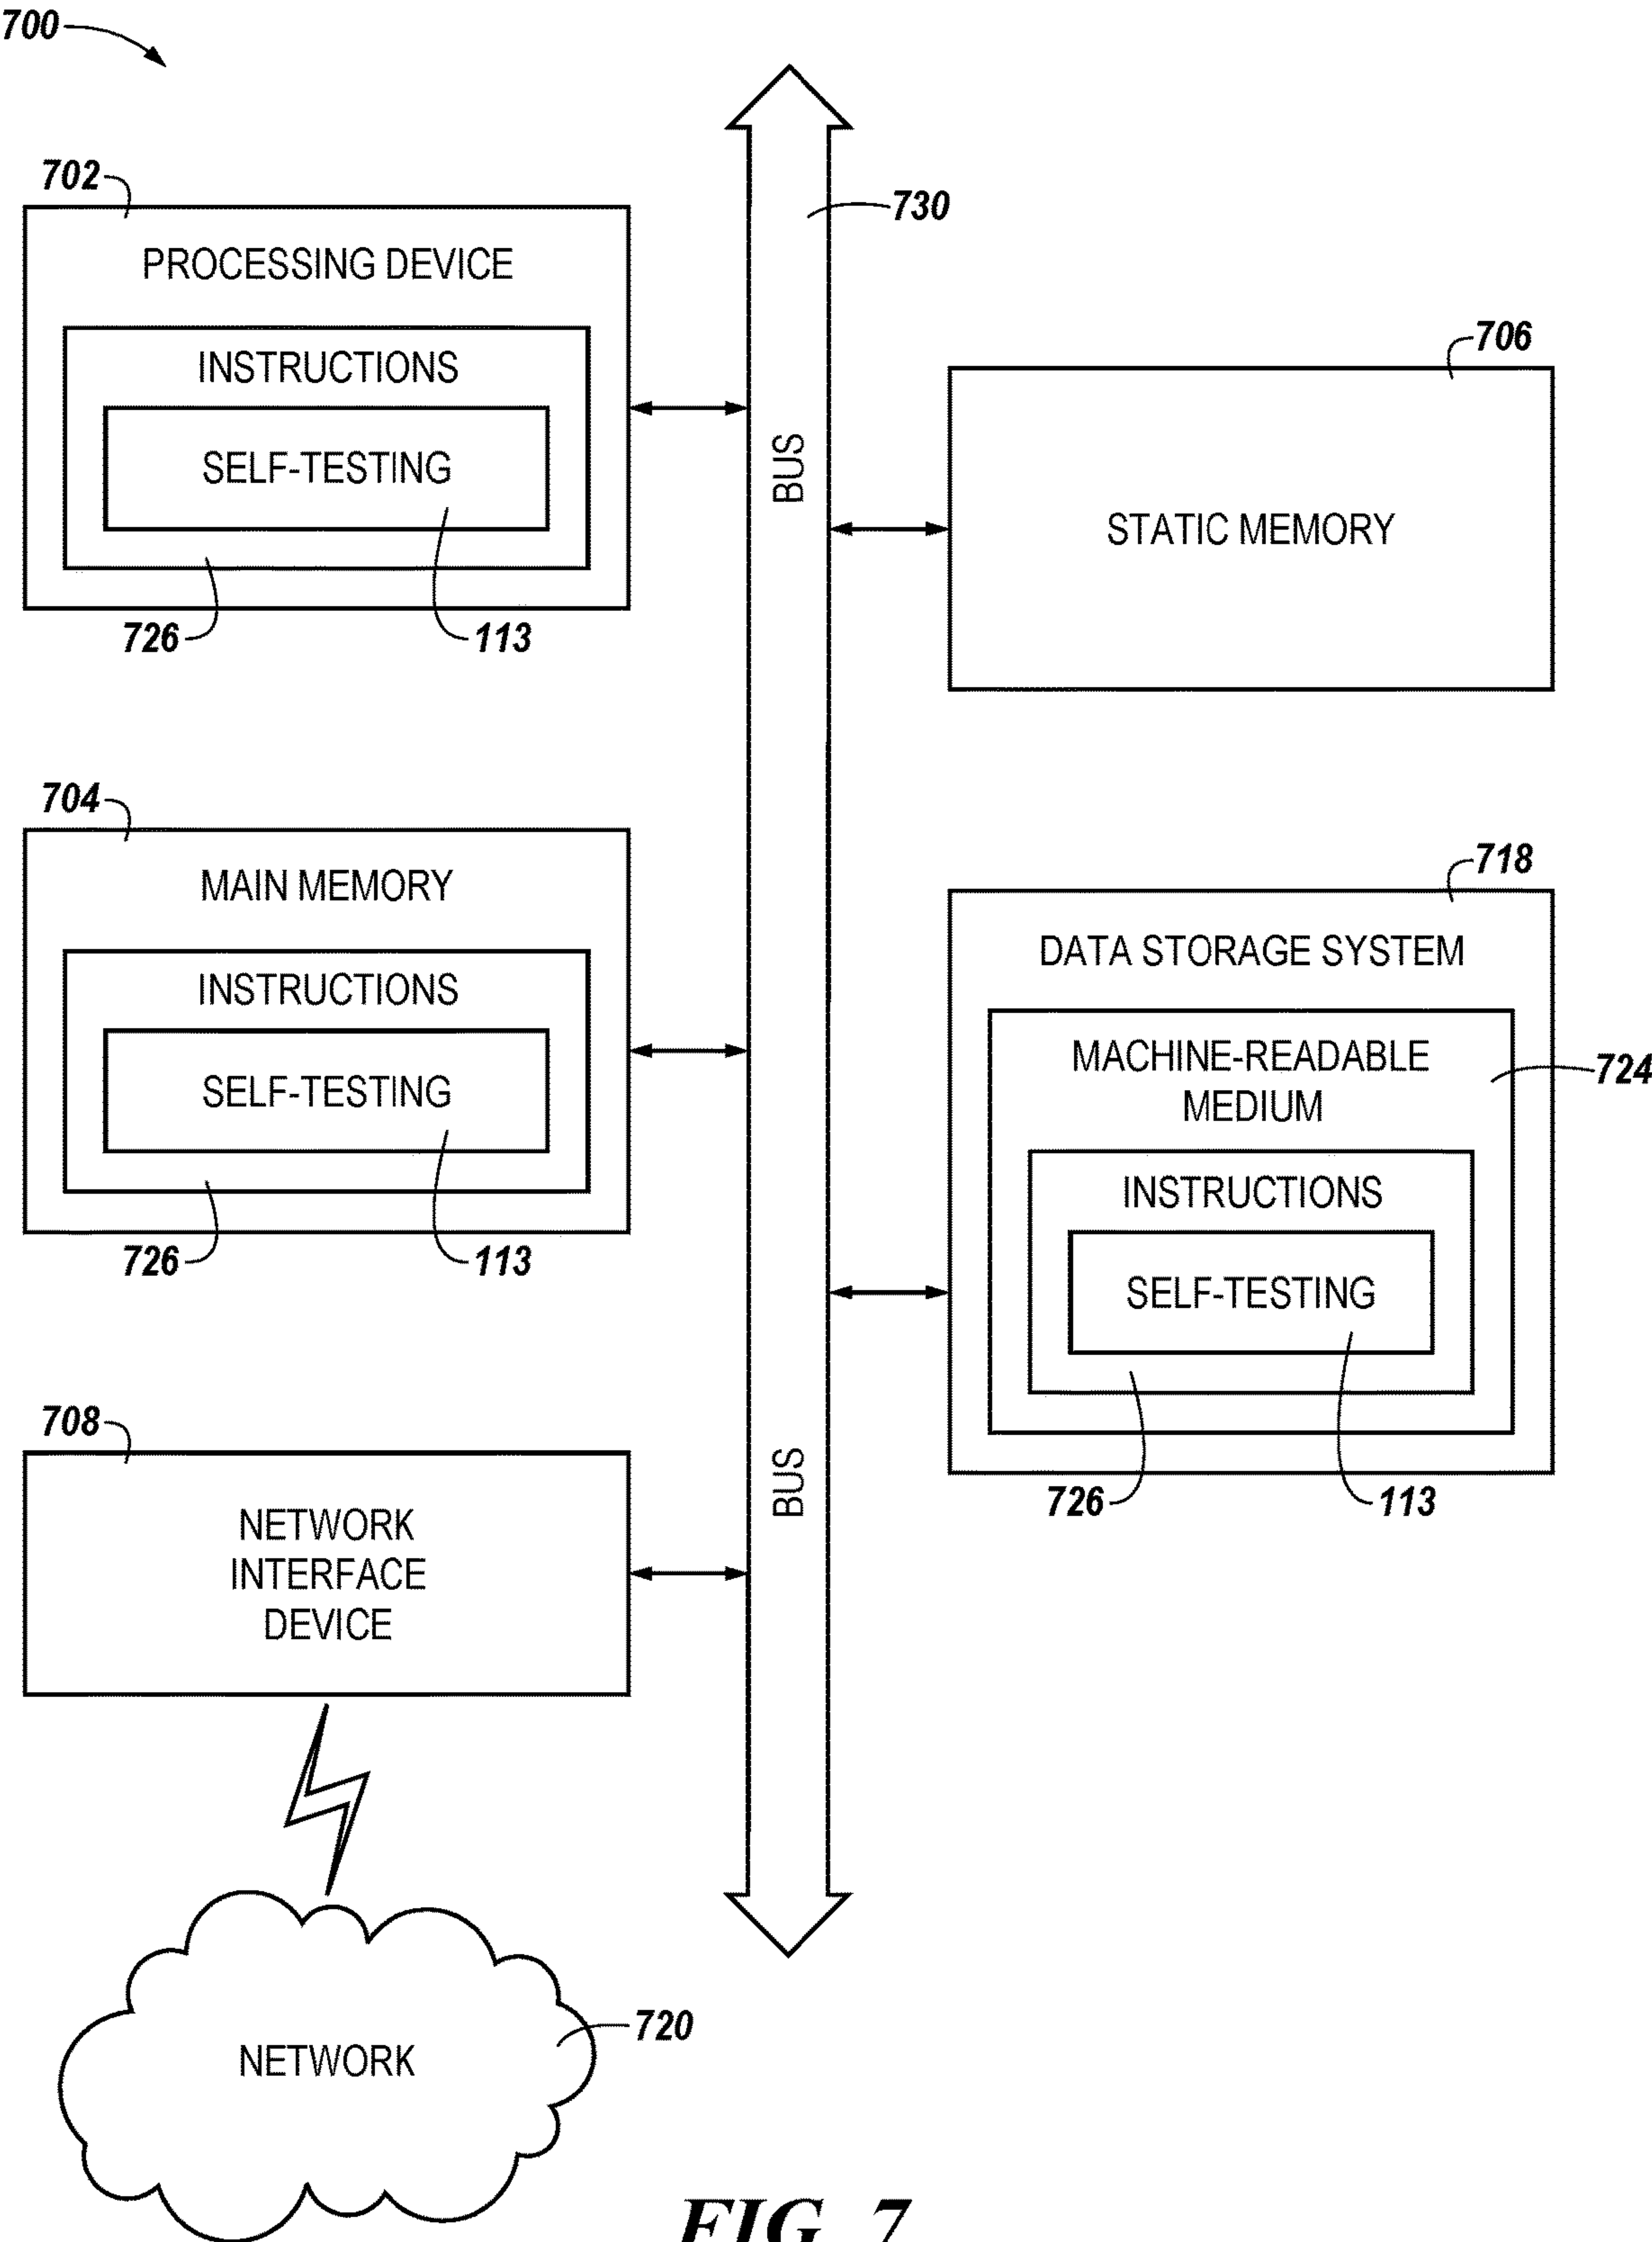 700
702
PROCESSING DEVICE
INSTRUCTIONS
SELF-TESTING
726
113
730
BUS
706
STATIC MEMORY
704
MAIN MEMORY
INSTRUCTIONS
SELF-TESTING
726
113
718
DATA STORAGE SYSTEM
MACHINE-READABLE
MEDIUM
724
INSTRUCTIONS
SELF-TESTING
726
113
BUS
708
NETWORK
INTERFACE
DEVICE
NETWORK
720
FIG. 7